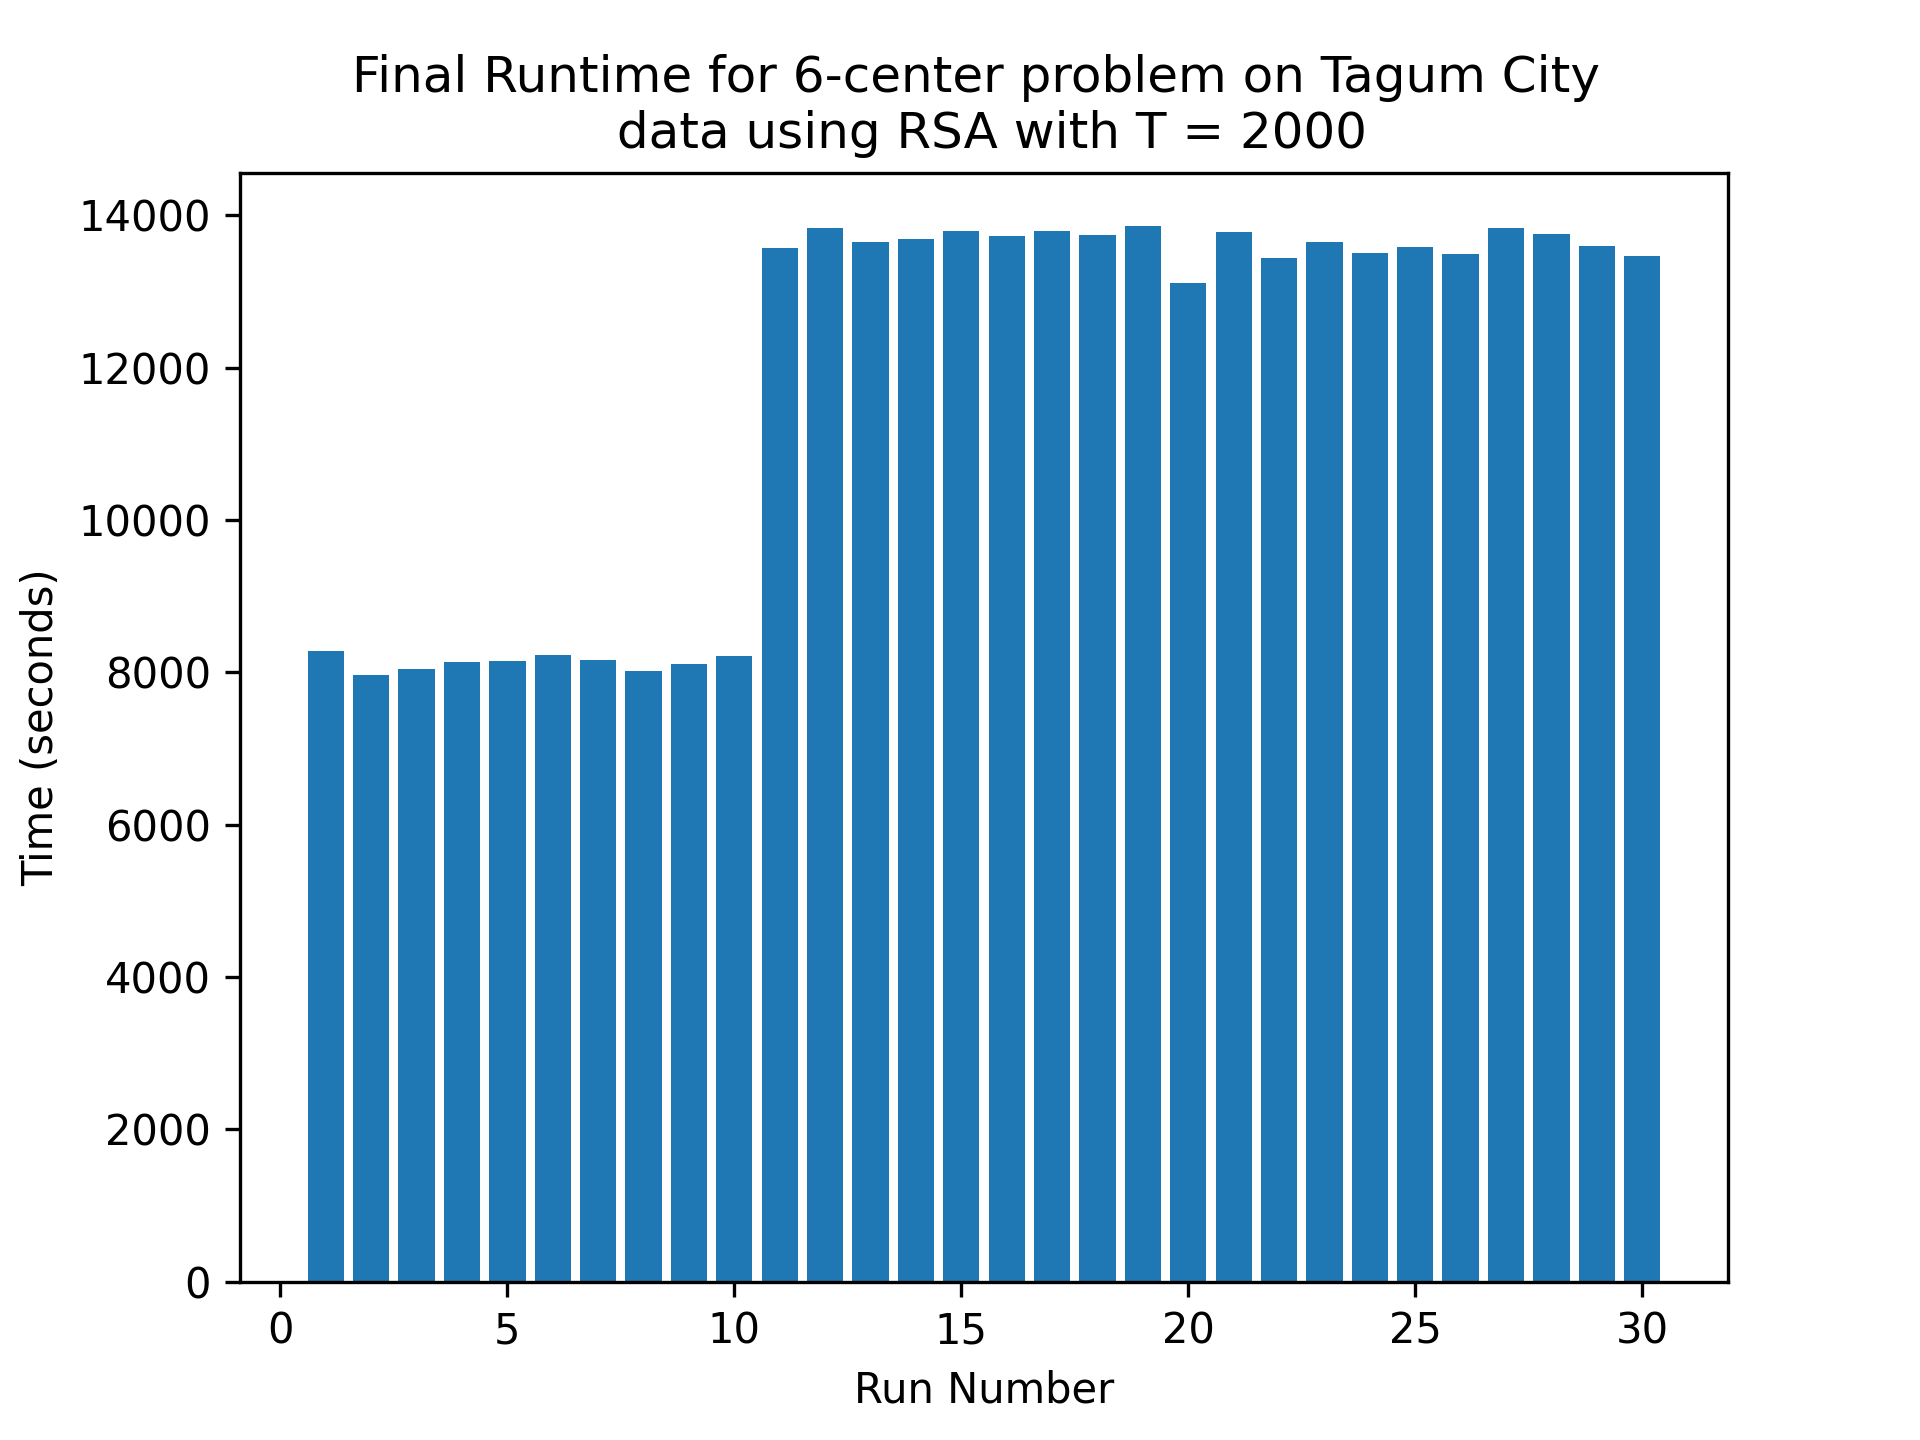 Final Runtime for 6-center problem on Tagum City
data using RSA with T = 2000
14000
12000
10000
8000
6000
4000
2000
0
Time (seconds)
0 5 10 15 20 25 30
Run Number